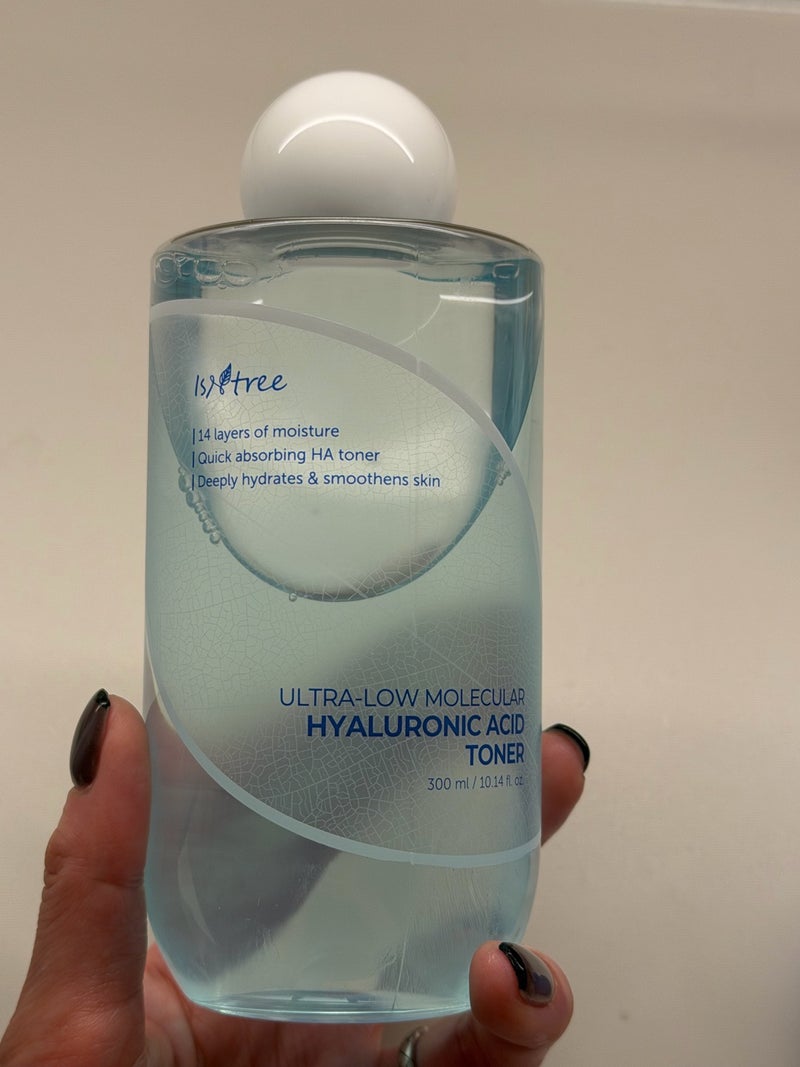 Isntree
| 14 layers of moisture
| Quick absorbing HA toner
| Deeply hydrates & smoothens skin
ULTRA-LOW MOLECULAR
HYALURONIC ACID
TONER
300 ml / 10.14 fl. oz.